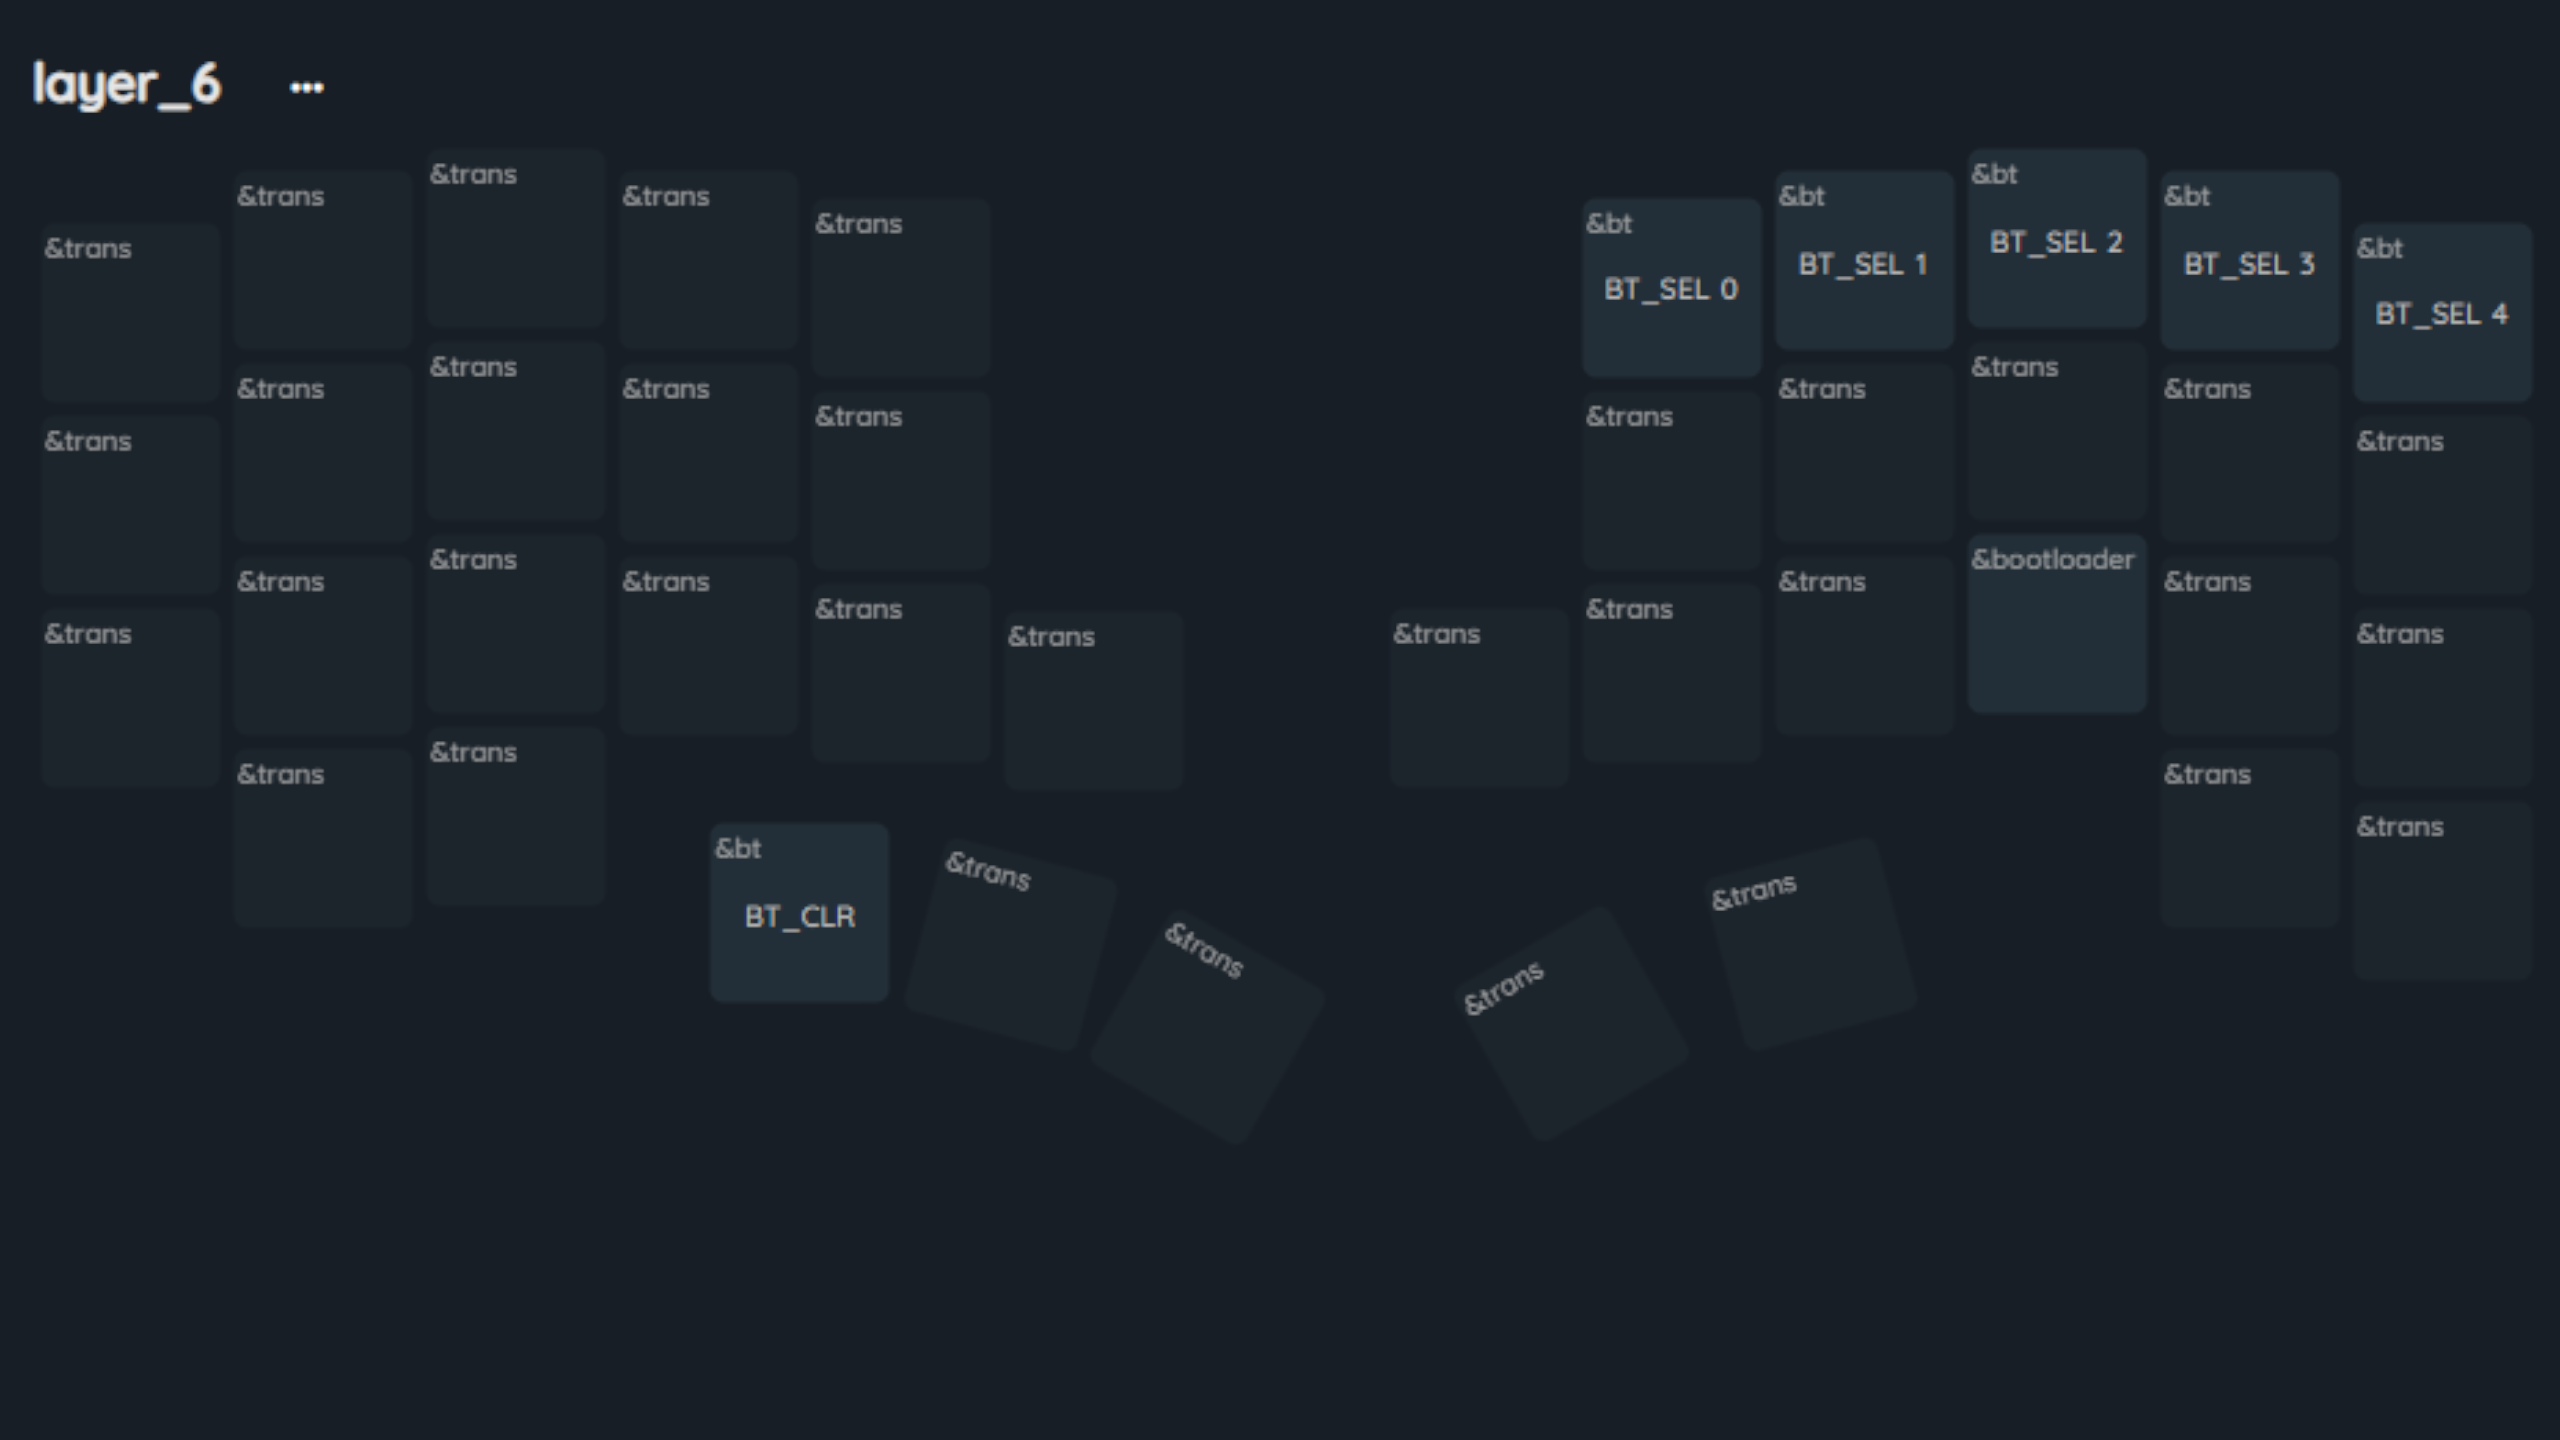 layer_6 ...
&trans &trans &trans &trans &trans &bt BT_SEL 0 &bt BT_SEL 1 &bt BT_SEL 2 &bt BT_SEL 3 &bt BT_SEL 4
&trans &trans &trans &trans &trans &trans &trans &trans &trans &trans
&trans &trans &trans &trans &trans &trans &trans &trans &trans &bootloader &trans &trans
&trans &trans &bt BT_CLR &trans &trans &trans &trans &trans &trans